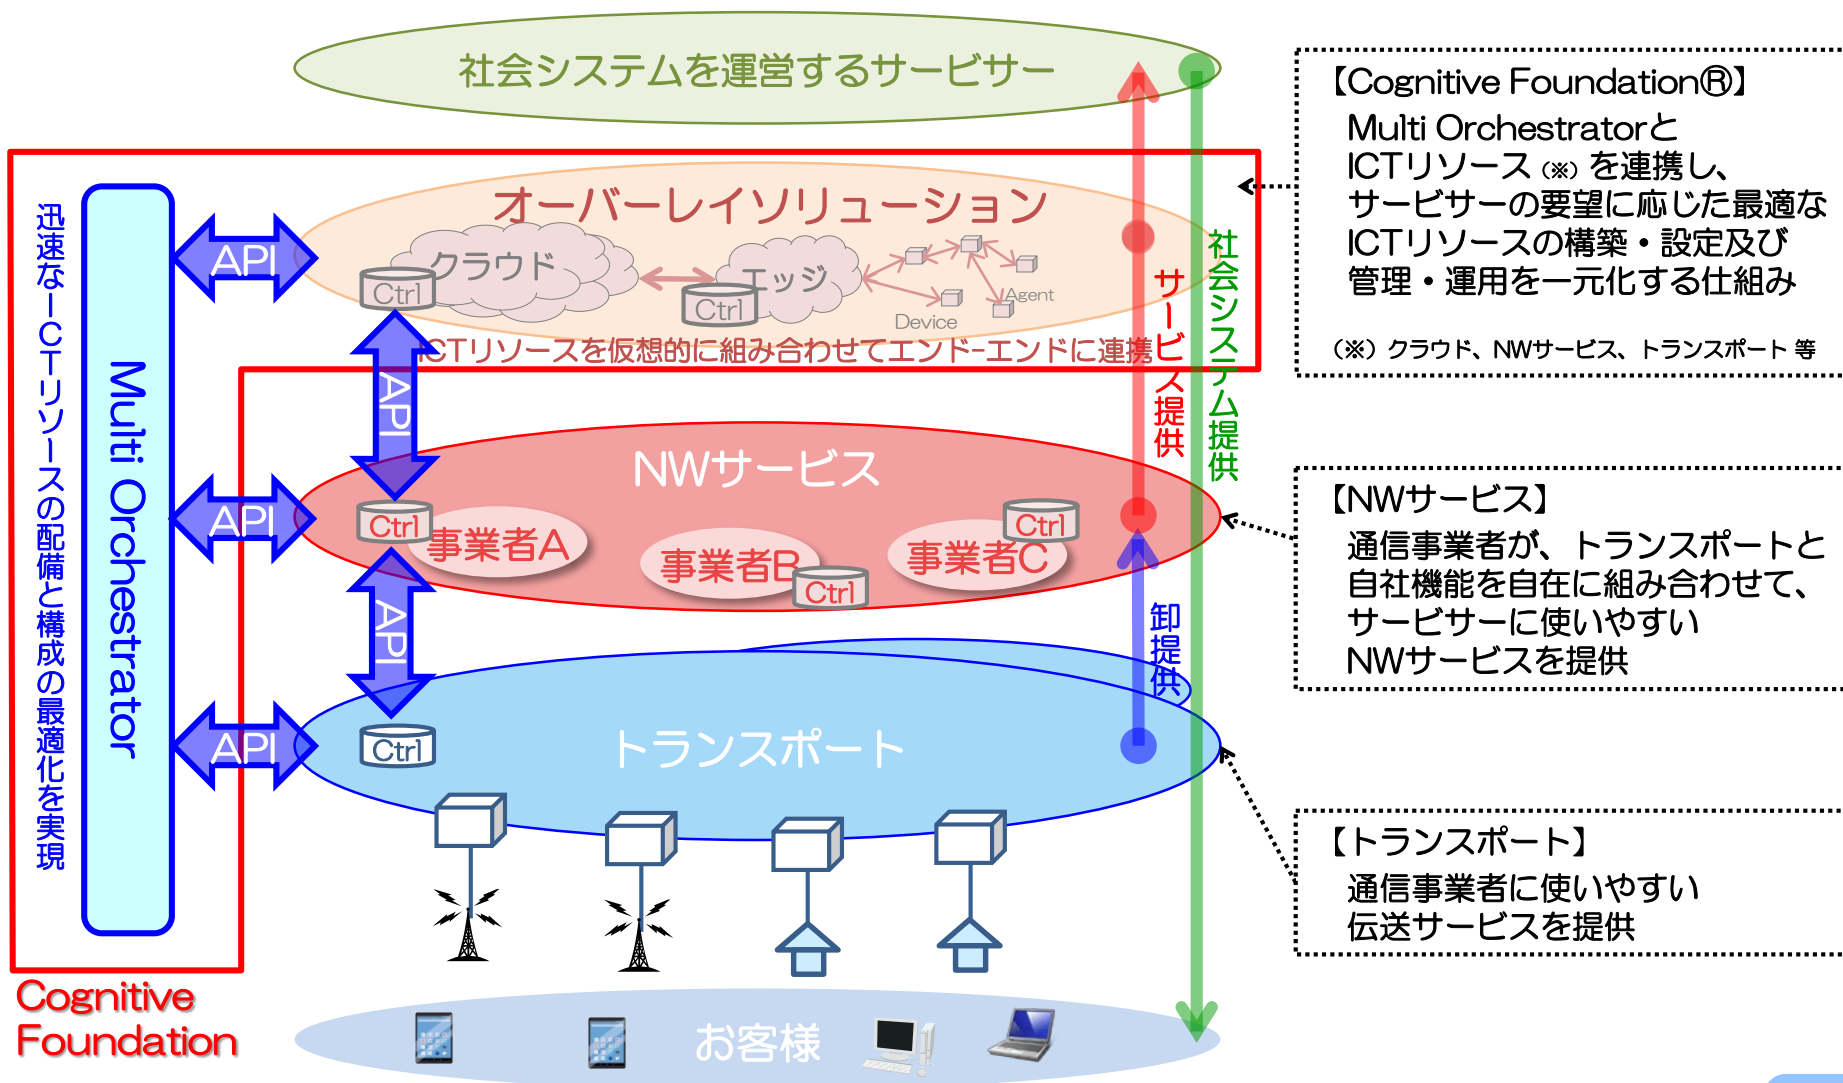 社会システムを運営するサービサー
オーバーレイソリューション
クラウド
エッジ
Ctrl
Ctrl
Agent
Device
ICTリソースを仮想的に組み合わせてエンド-エンドに連携
API
API
API
API
API
迅速なICTリソースの配備と構成の最適化を実現
Multi Orchestrator
NWサービス
Ctrl
事業者A
事業者B
Ctrl
事業者C
Ctrl
トランスポート
Ctrl
サービス提供
社会システム提供
卸提供
お客様
Cognitive
Foundation
【Cognitive Foundation®】
Multi Orchestratorと
ICTリソース(※)を連携し、
サービサーの要望に応じた最適な
ICTリソースの構築・設定及び
管理・運用を一元化する仕組み
(※)クラウド、NWサービス、トランスポート 等
【NWサービス】
通信事業者が、トランスポートと
自社機能を自在に組み合わせて、
サービサーに使いやすい
NWサービスを提供
【トランスポート】
通信事業者に使いやすい
伝送サービスを提供